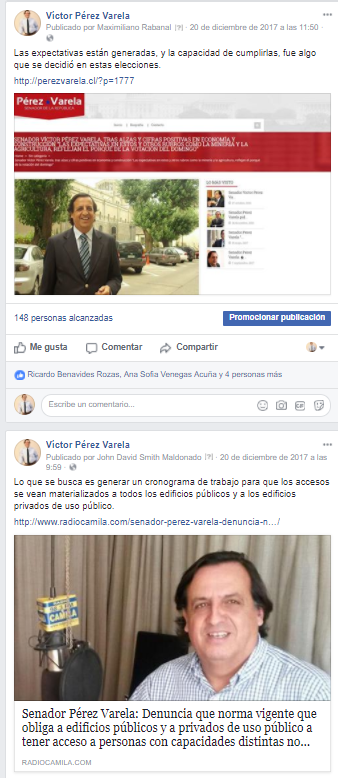 Víctor Pérez Varela
Publicado por Maximiliano Rabanal [?] · 20 de diciembre de 2017 a las 11:50 ·
Las expectativas están generadas, y la capacidad de cumplirlas, fue algo
que se decidió en estas elecciones.
http://perezvarela.cl/?p=1777
Pérez Varela
SENADOR DE LA REPÚBLICA
SENADOR VÍCTOR PÉREZ VARELA, TRAS ALZAS Y CIFRAS POSITIVAS EN ECONOMÍA Y
CONSTRUCCIÓN: "LAS EXPECTATIVAS EN ESTOS Y OTROS RUBROS COMO LA MINERÍA Y LA
AGRICULTURA, REFLEJAN EL PORQUÉ DE LA VOTACIÓN DEL DOMINGO"
LO MÁS VISTO
148 personas alcanzadas
Promocionar publicación
Me gusta
Comentar
Compartir
Ricardo Benavides Rozas, Ana Sofia Venegas Acuña y 4 personas más
Escribe un comentario...
Víctor Pérez Varela
Publicado por John David Smith Maldonado [?] · 20 de diciembre de 2017 a las
9:59 ·
Lo que se busca es generar un cronograma de trabajo para que los accesos
se vean materializados a todos los edificios públicos y a los edificios
privados de uso público.
http://www.radiocamila.com/senador-perez-varela-denuncia-n.../
CAMILA
Senador Pérez Varela: Denuncia que norma vigente que
obliga a edificios públicos y a privados de uso público a
tener acceso a personas con capacidades distintas no...
RADIOCAMILA.COM